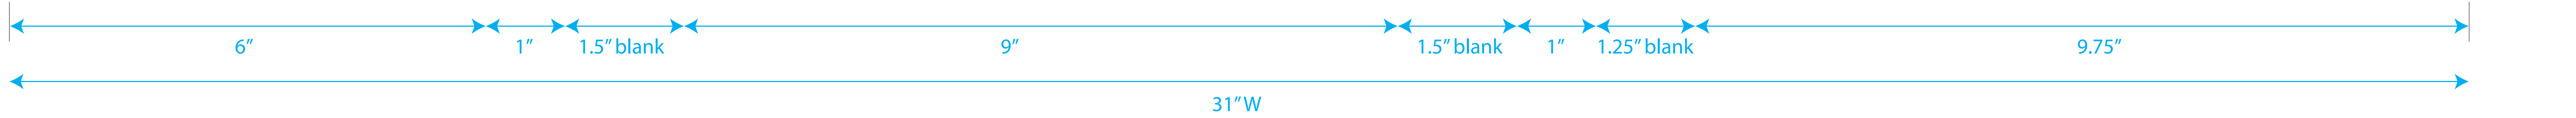 6” 1” 1.5” blank 9” 1.5” blank 1” 1.25” blank 9.75”
31” W